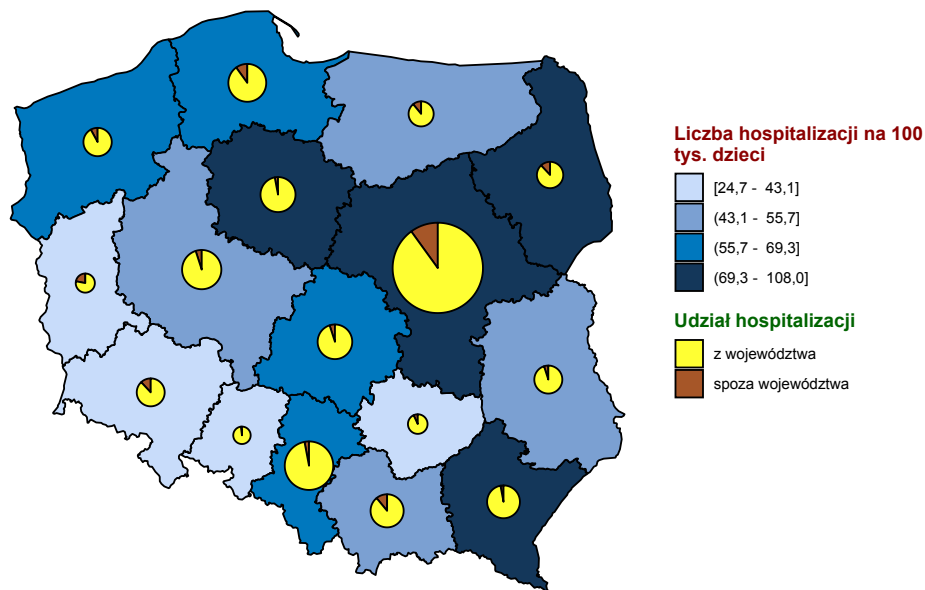 Liczba hospitalizacji na 100
tys. dzieci
[24,7 - 43,1]
(43,1 - 55,7]
(55,7 - 69,3]
(69,3 - 108,0]
Udział hospitalizacji
z województwa
spoza województwa